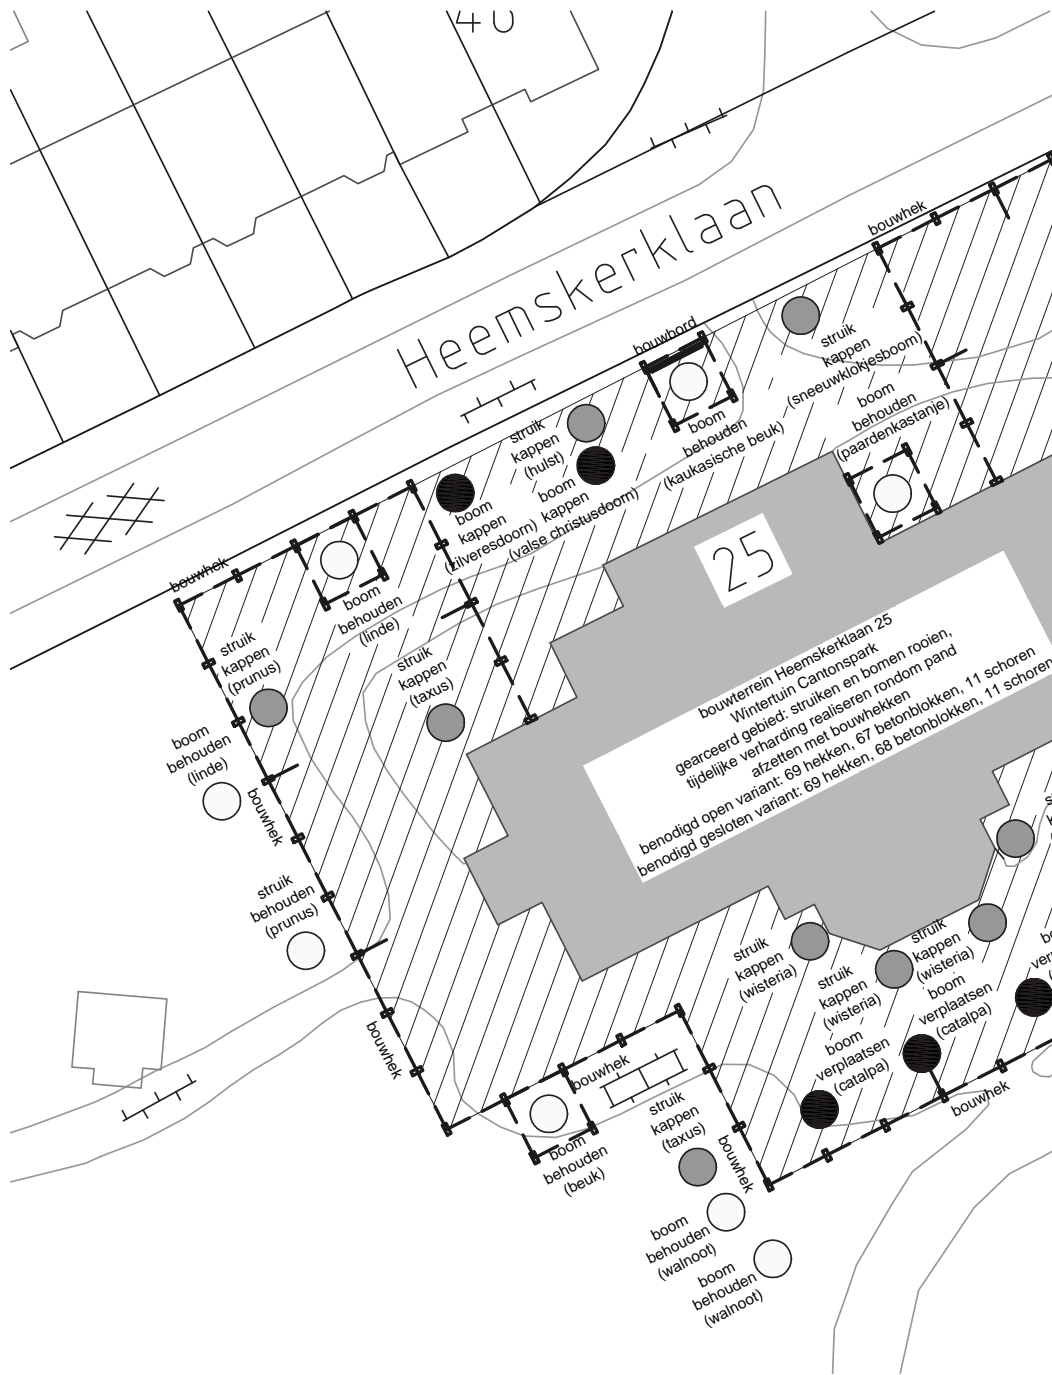 40
Heemskerklaan
bouwhek
bouwbord
struik
kappen
(sneeuwklokjesboom)
boom
behouden
(paardenkastanje)
boom
behouden
(kaukasische beuk)
struik
kappen
(hulst)
boom
kappen
(valse christusdoorn)
boom
kappen
(zilveresdoorn)
bouwhek
boom
behouden
(linde)
struik
kappen
(prunus)
struik
kappen
(taxus)
boom
behouden
(linde)
bouwhek
25
bouwterrein Heemskerklaan 25
Wintertuin Cantonspark
gearceerd gebied: struiken en bomen rooien,
tijdelijke verharding realiseren rondom pand
afzetten met bouwhekken
benodigd open variant: 69 hekken, 67 betonblokken, 11 schoren
benodigd gesloten variant: 69 hekken, 68 betonblokken, 11 schoren
struik
behouden
(prunus)
bouwhek
struik
kappen
(wisteria)
struik
kappen
(wisteria)
struik
kappen
(wisteria)
boom
verplaatsen
(catalpa)
boom
verplaatsen
(catalpa)
bouwhek
bouwhek
boom
behouden
(beuk)
struik
kappen
(taxus)
bouwhek
boom
behouden
(walnoot)
boom
behouden
(walnoot)